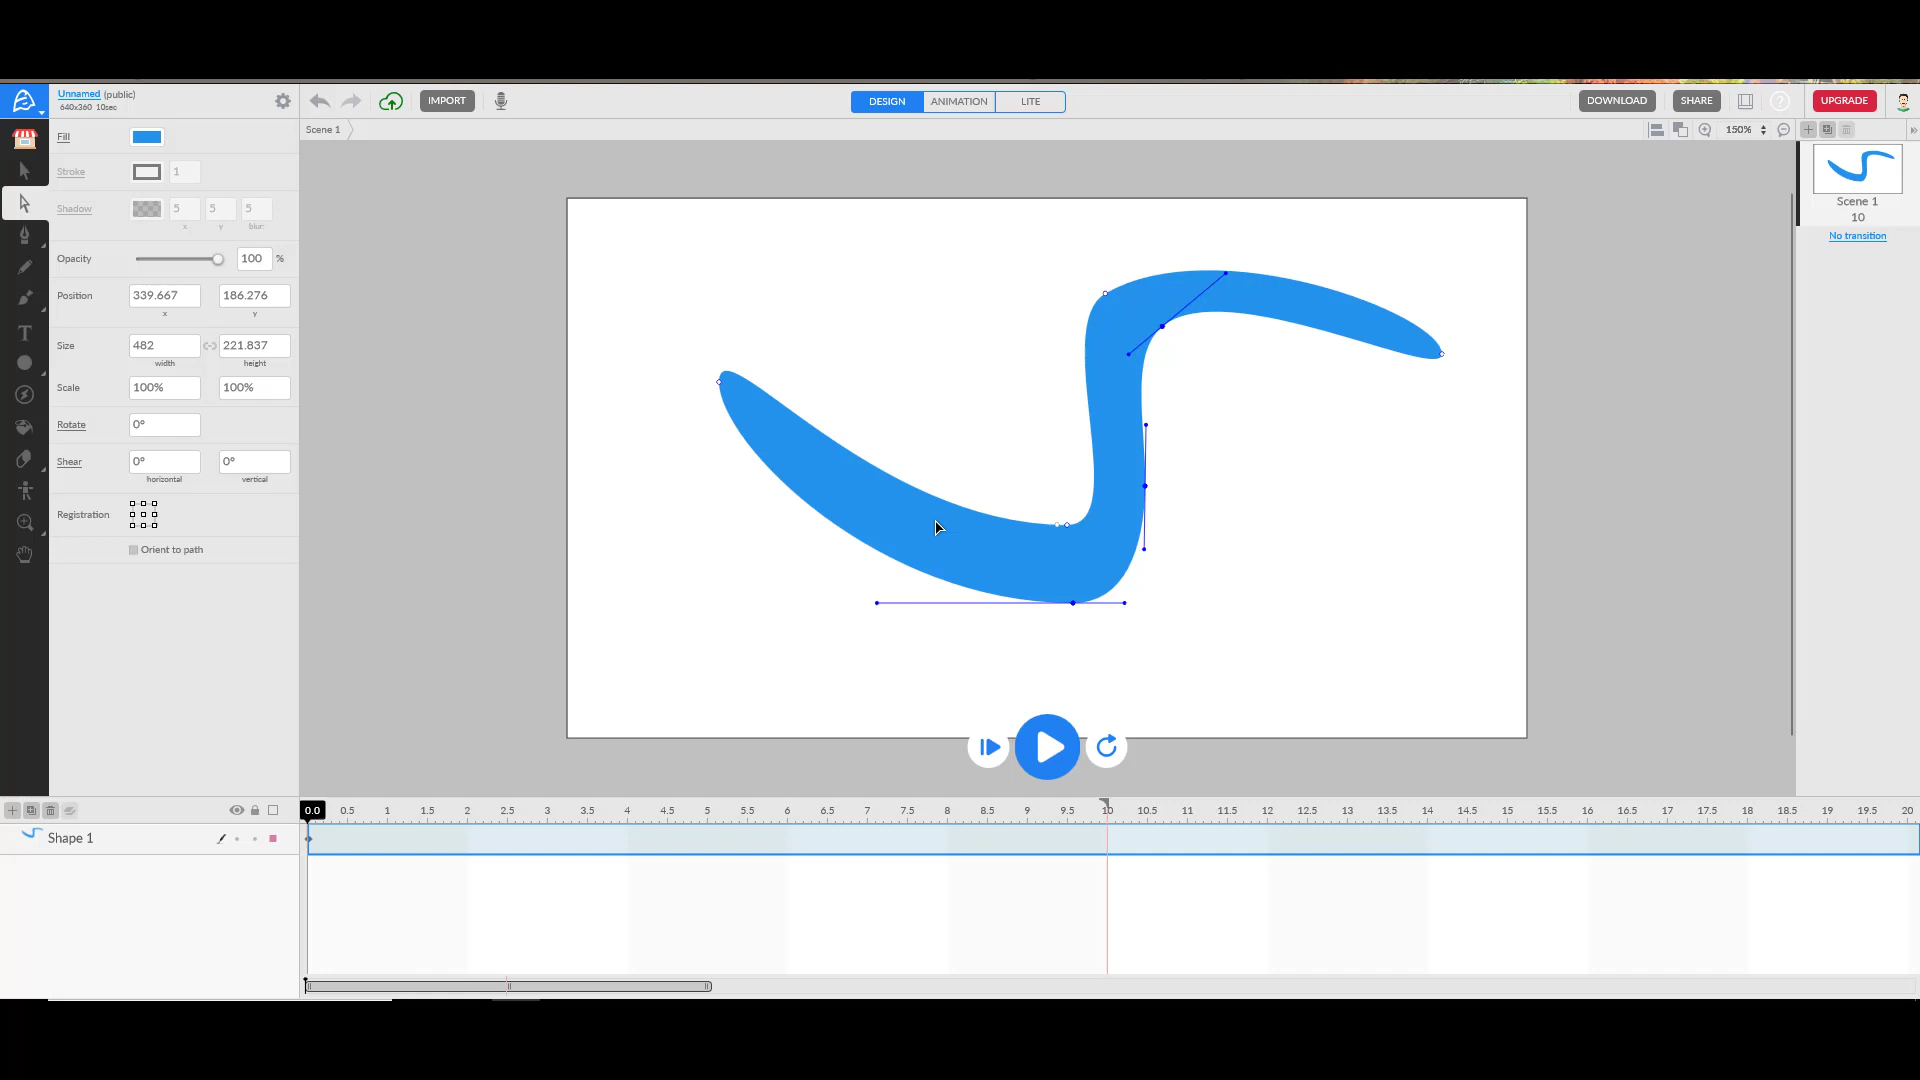 Unnamed (public)
640x360 10sec
IMPORT
DESIGN ANIMATION LITE
DOWNLOAD SHARE ? UPGRADE
Scene 1
150%
Fill
Stroke 1
Shadow 5 5 5
x y blur:
Opacity 100 %
Position 339.667 186.276
x y
Size 482 221.837
width height
Scale 100% 100%
Rotate 0°
Shear 0° 0°
horizontal vertical
Registration
Orient to path
Scene 1
10
No transition
0.0 0.5 1 1.5 2 2.5 3 3.5 4 4.5 5 5.5 6 6.5 7 7.5 8 8.5 9 9.5 10 10.5 11 11.5 12 12.5 13 13.5 14 14.5 15 15.5 16 16.5 17 17.5 18 18.5 19 19.5 20
Shape 1